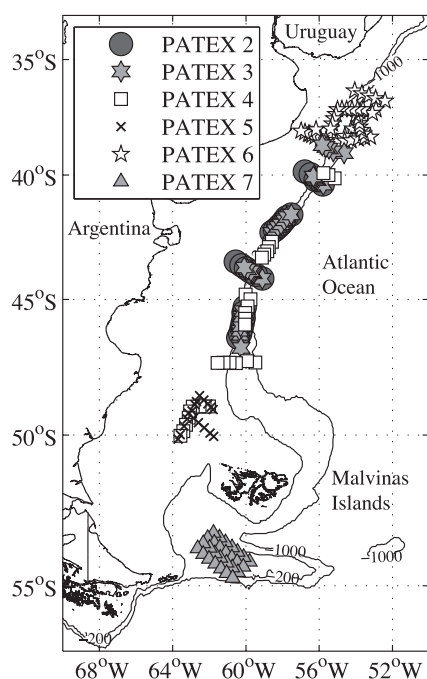 PATEX 2
PATEX 3
PATEX 4
PATEX 5
PATEX 6
PATEX 7
Uruguay
1000
Argentina
Atlantic
Ocean
Malvinas
Islands
−1000
−200
−1000
−200
35°S
40°S
45°S
50°S
55°S
68°W
64°W
60°W
56°W
52°W